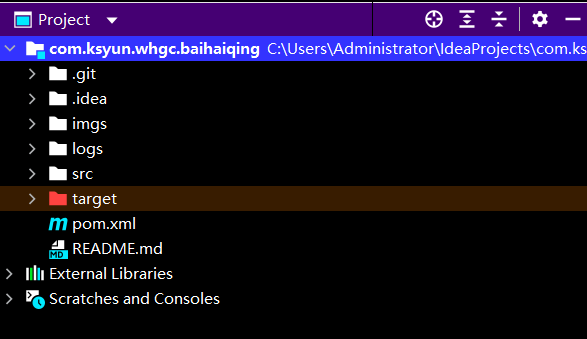 Project
com.ksyun.whgc.baihaiqing C:\Users\Administrator\IdeaProjects\com.ks
.git
.idea
imgs
logs
src
target
m pom.xml
MD README.md
External Libraries
Scratches and Consoles